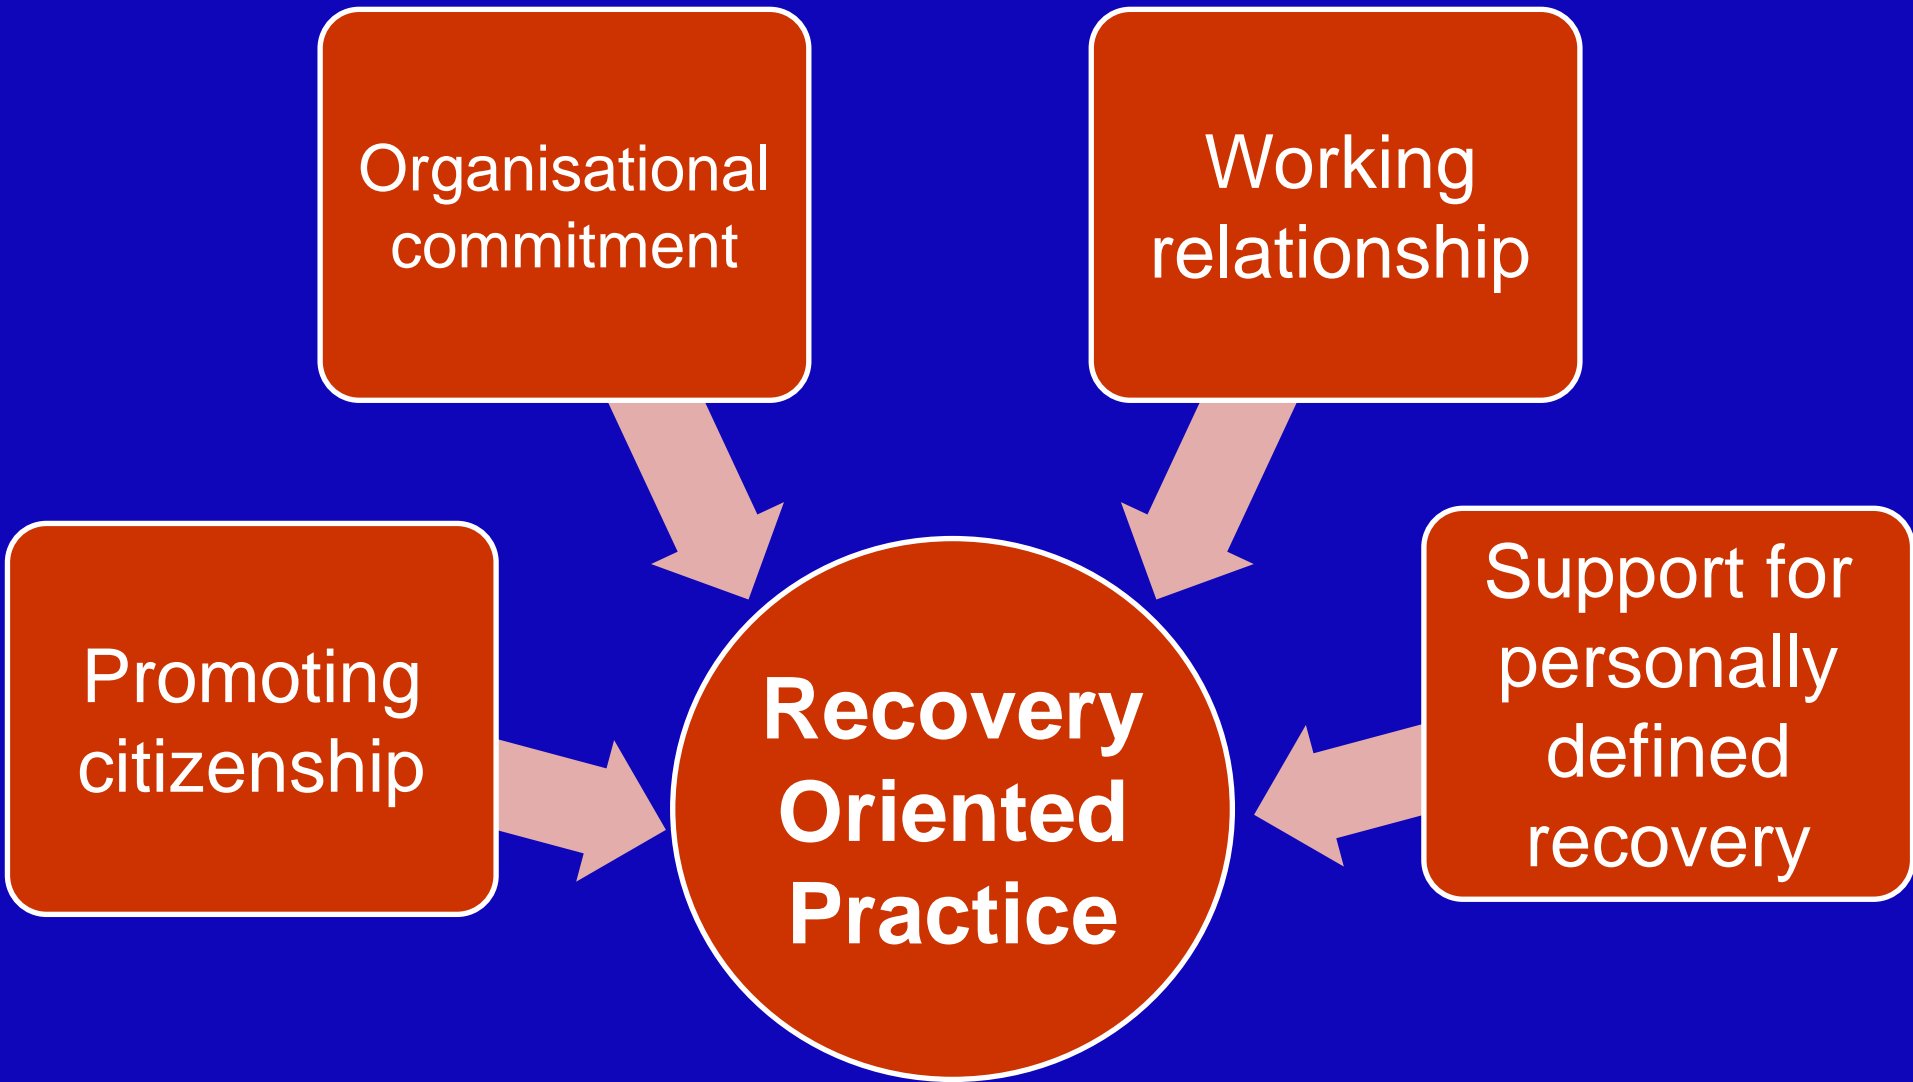 Organisational
commitment
Working
relationship
Promoting
citizenship
Support for
personally
defined
recovery
Recovery
Oriented
Practice